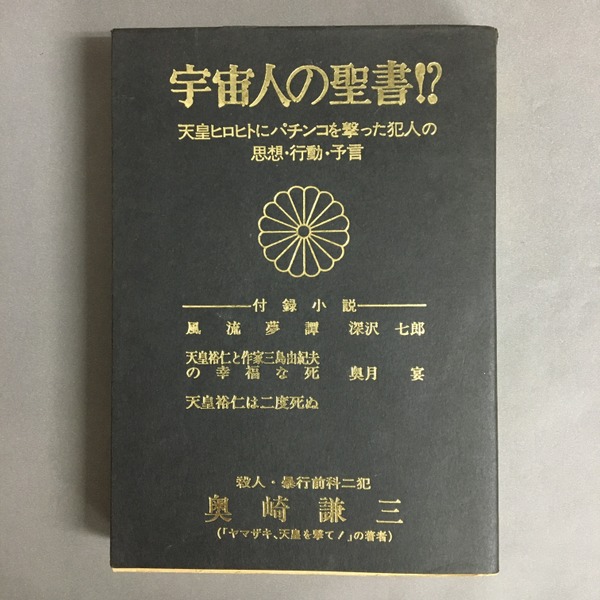 宇宙人の聖書!?
天皇ヒロヒトにパチンコを撃った犯人の
思想・行動・予言
付録小説
風流夢譚 深沢七郎
天皇裕仁と作家三島由紀夫
の幸福な死 奥月宴
天皇裕仁は二度死ぬ
殺人・暴行前科二犯
奥崎謙三
(「ヤマザキ、天皇を撃て!」の著者)